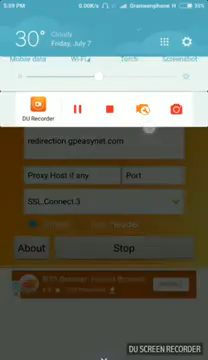 5:09 PM
0.00K/s
Grameenphone H
30°
Cloudy
Friday, July 7
Mobile data
Wi-Fi
Torch
Screenshot
DU Recorder
redirection.gpeasynet.com
Proxy Host if any
Port
SSL_Connect.3
About
Stop
DU SCREEN RECORDER